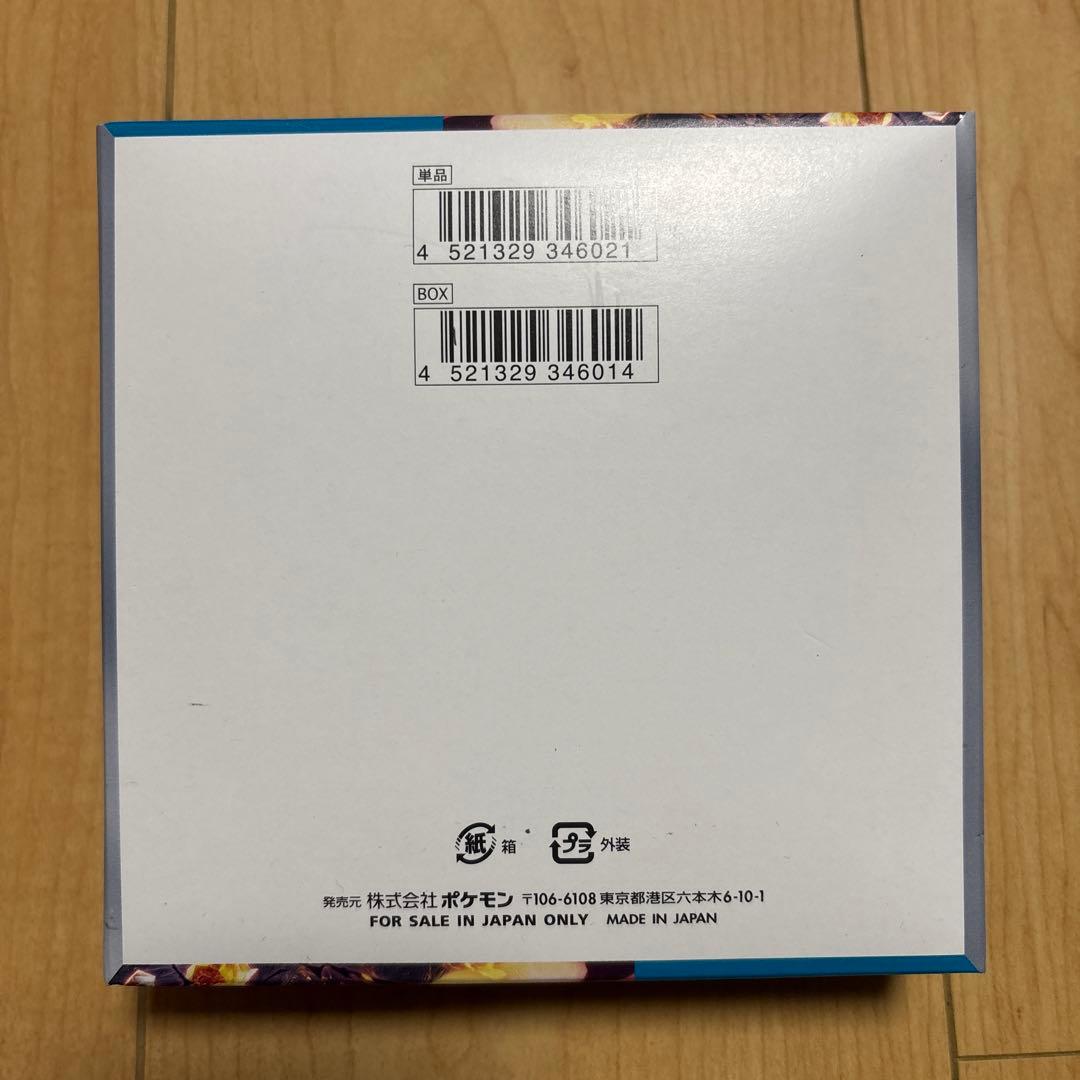 単品
4 521329 346021
BOX
4 521329 346014
紙 箱 プラ 外装
発売元 株式会社 ポケモン 〒106-6108 東京都港区六本木6-10-1
FOR SALE IN JAPAN ONLY MADE IN JAPAN